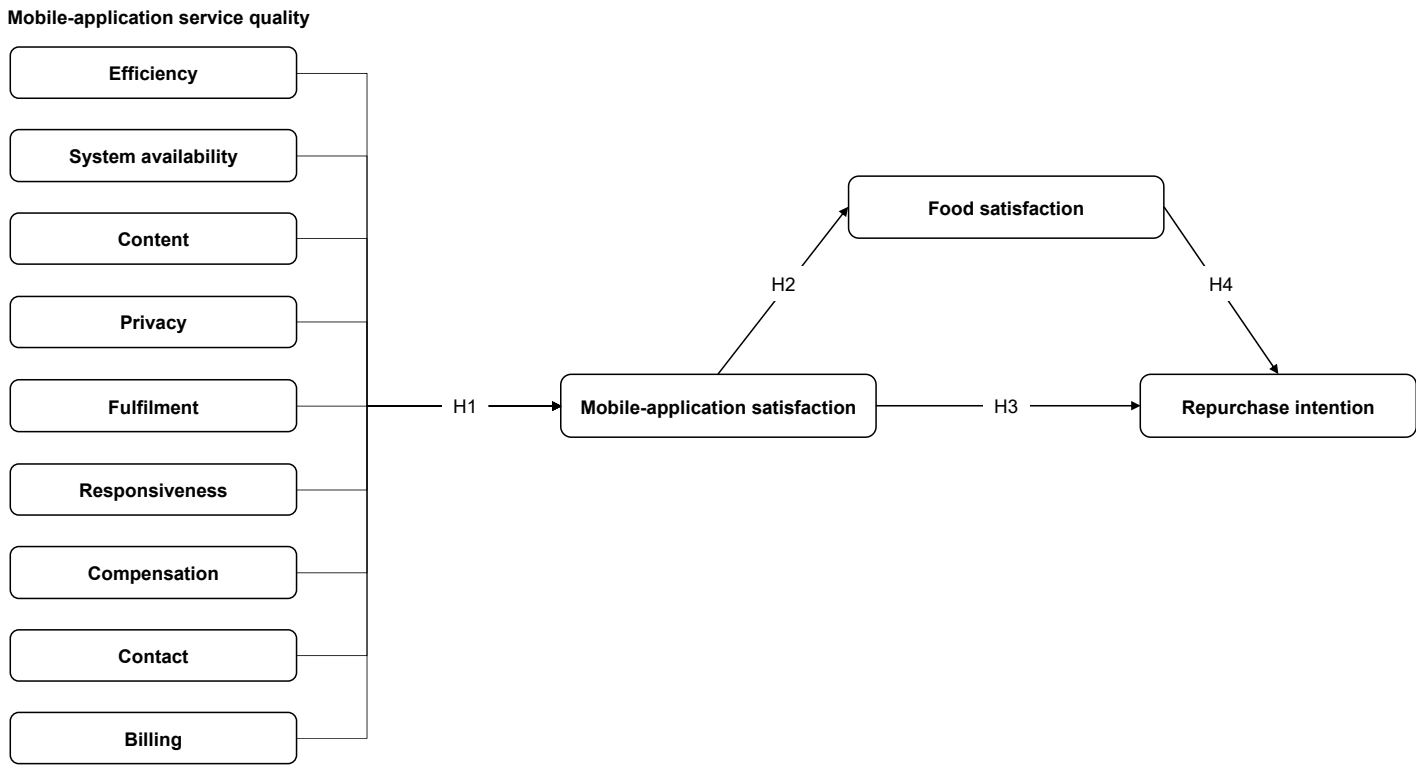 Mobile-application service quality
Efficiency
System availability
Content
Privacy
Fulfilment
Responsiveness
Compensation
Contact
Billing
H1
Mobile-application satisfaction
H2
Food satisfaction
H3
H4
Repurchase intention